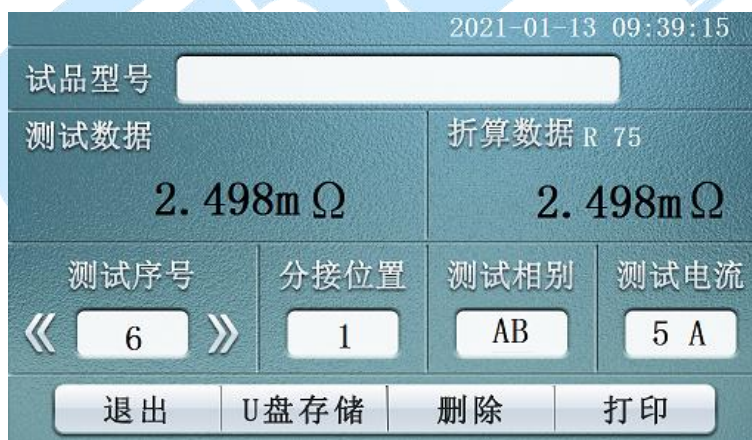 2021-01-13 09:39:15
试品型号
测试数据 折算数据 R 75
2.498mΩ 2.498mΩ
测试序号 分接位置 测试相别 测试电流
《 6 》 1 AB 5 A
退出 U盘存储 删除 打印